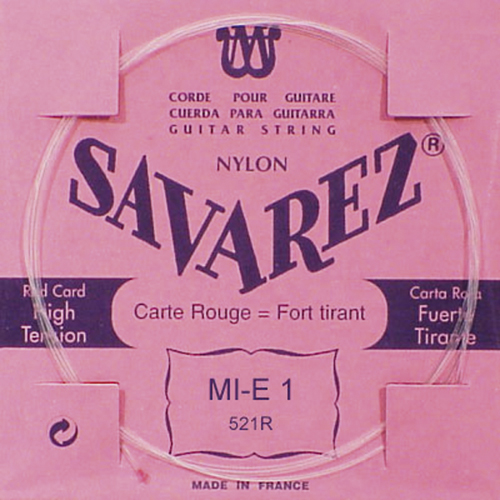 CORDE POUR GUITARE
CUERDA PARA GUITARRA
GUITAR STRING
NYLON
SAVAREZ®
Red Card
High
Tension
Carte Rouge = Fort tirant
Carta Roja
Fuerte
Tirante
MI-E 1
521R
MADE IN FRANCE